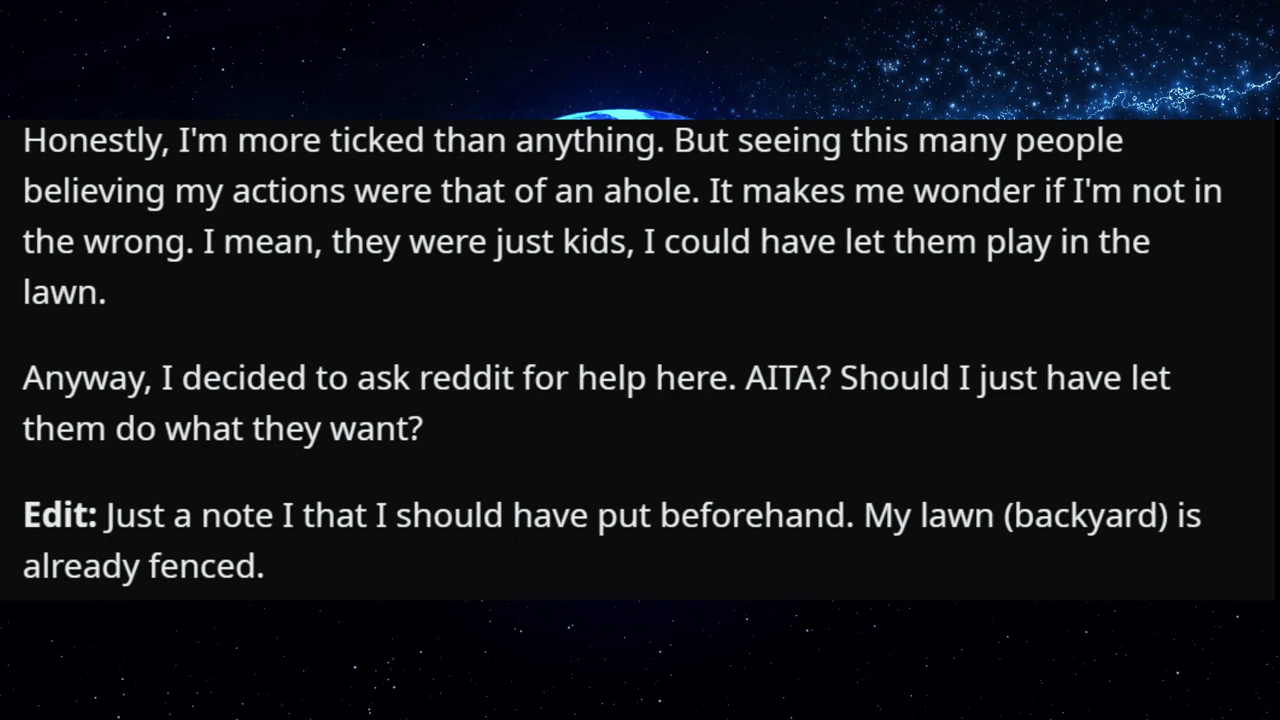 Honestly, I'm more ticked than anything. But seeing this many people
believing my actions were that of an ahole. It makes me wonder if I'm not in
the wrong. I mean, they were just kids, I could have let them play in the
lawn.
Anyway, I decided to ask reddit for help here. AITA? Should I just have let
them do what they want?
Edit: Just a note I that I should have put beforehand. My lawn (backyard) is
already fenced.